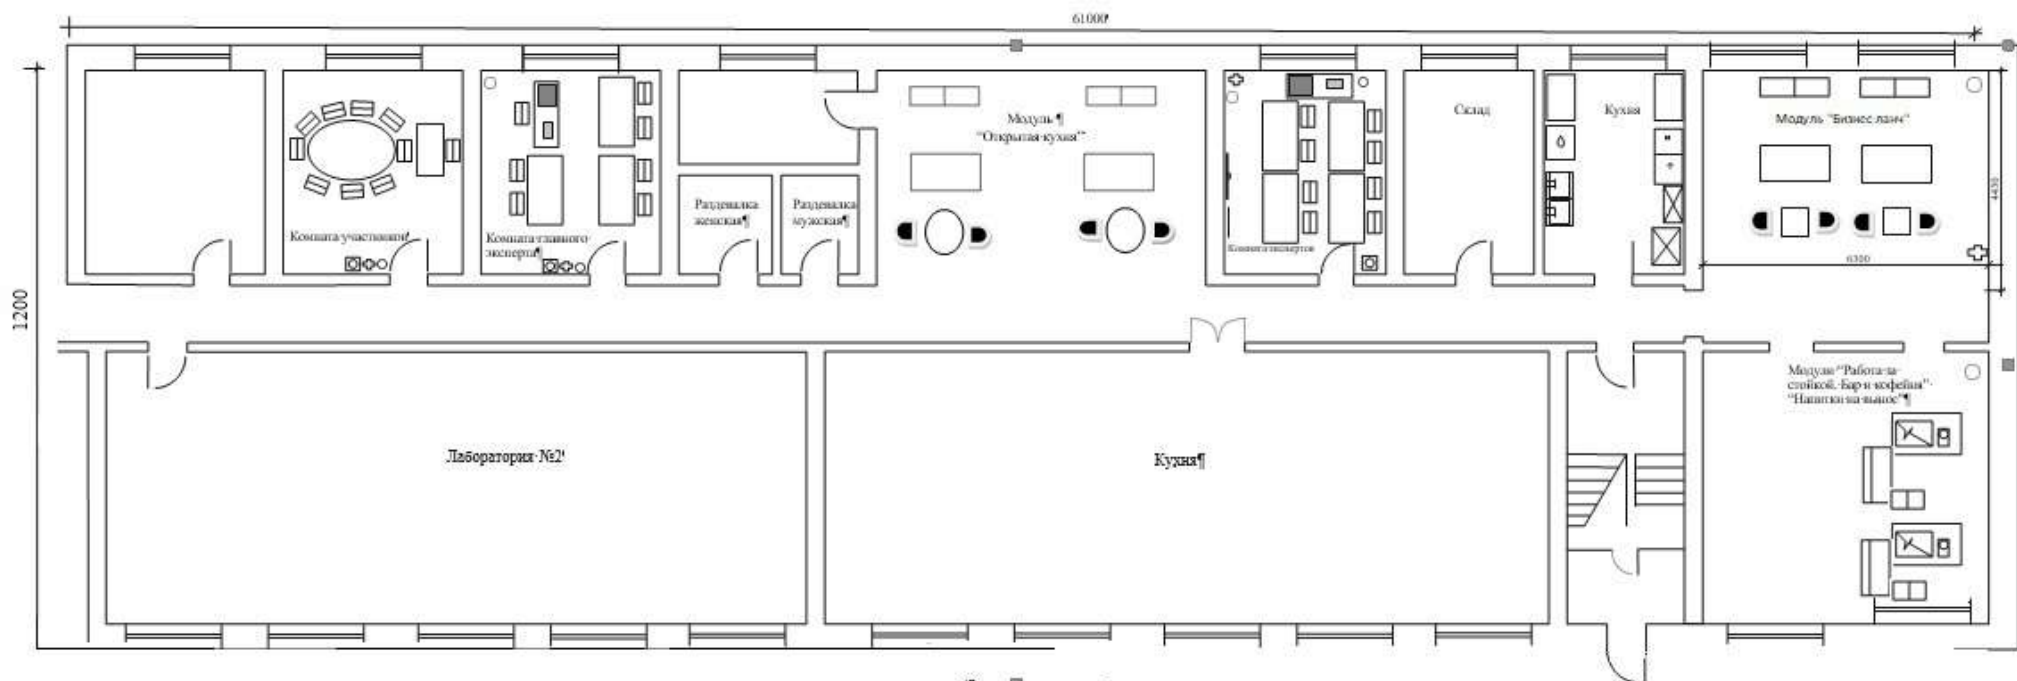 61000¶
1200
Комната·участников¶
Комната·главного·
эксперта¶
Раздевалка·
женская¶
Раздевалка·
мужская¶
Модуль·¶
"Открытая·кухня"¶
Комната экспертов
Склад
Кухня
Модуль "Бизнес ланч"
4450
6300
Лаборатория·№2¶
Кухня¶
Модули·"Работа·за·
стойкой.·Бар·и·кофейня"·
"Напитки·на·вынос"¶